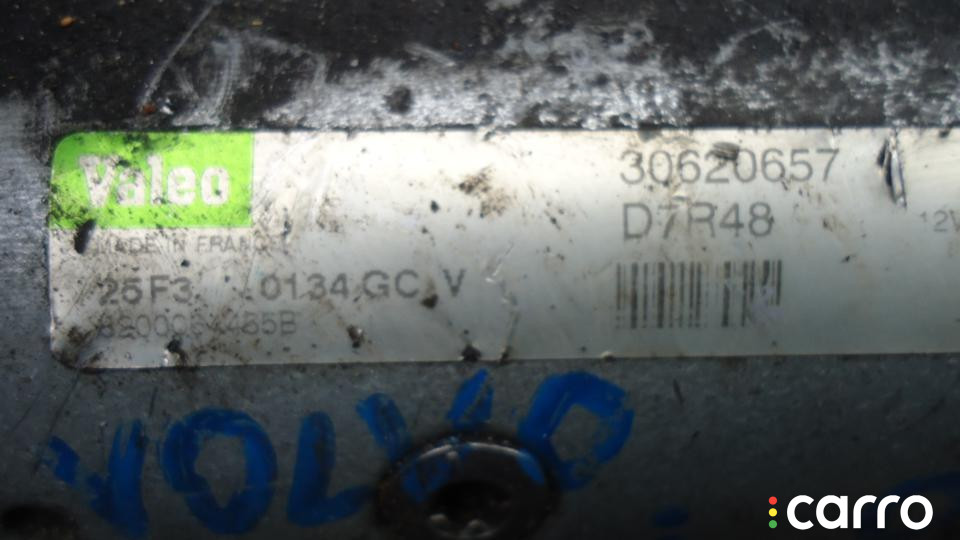 Valeo
30620657
MADE IN FRANCE
D7R48
12V
25F3 0134 GC V
VOLVO
carro